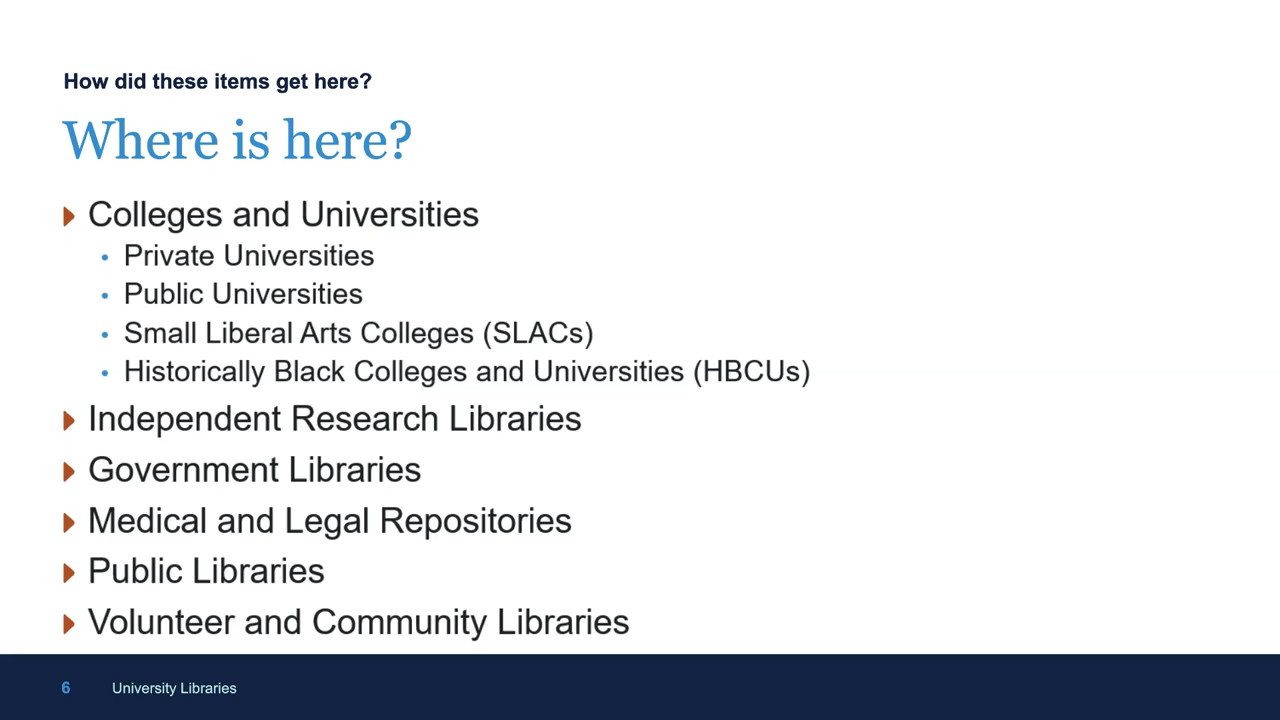 How did these items get here?
Where is here?
Colleges and Universities
• Private Universities
• Public Universities
• Small Liberal Arts Colleges (SLACs)
• Historically Black Colleges and Universities (HBCUs)
Independent Research Libraries
Government Libraries
Medical and Legal Repositories
Public Libraries
Volunteer and Community Libraries
6 University Libraries